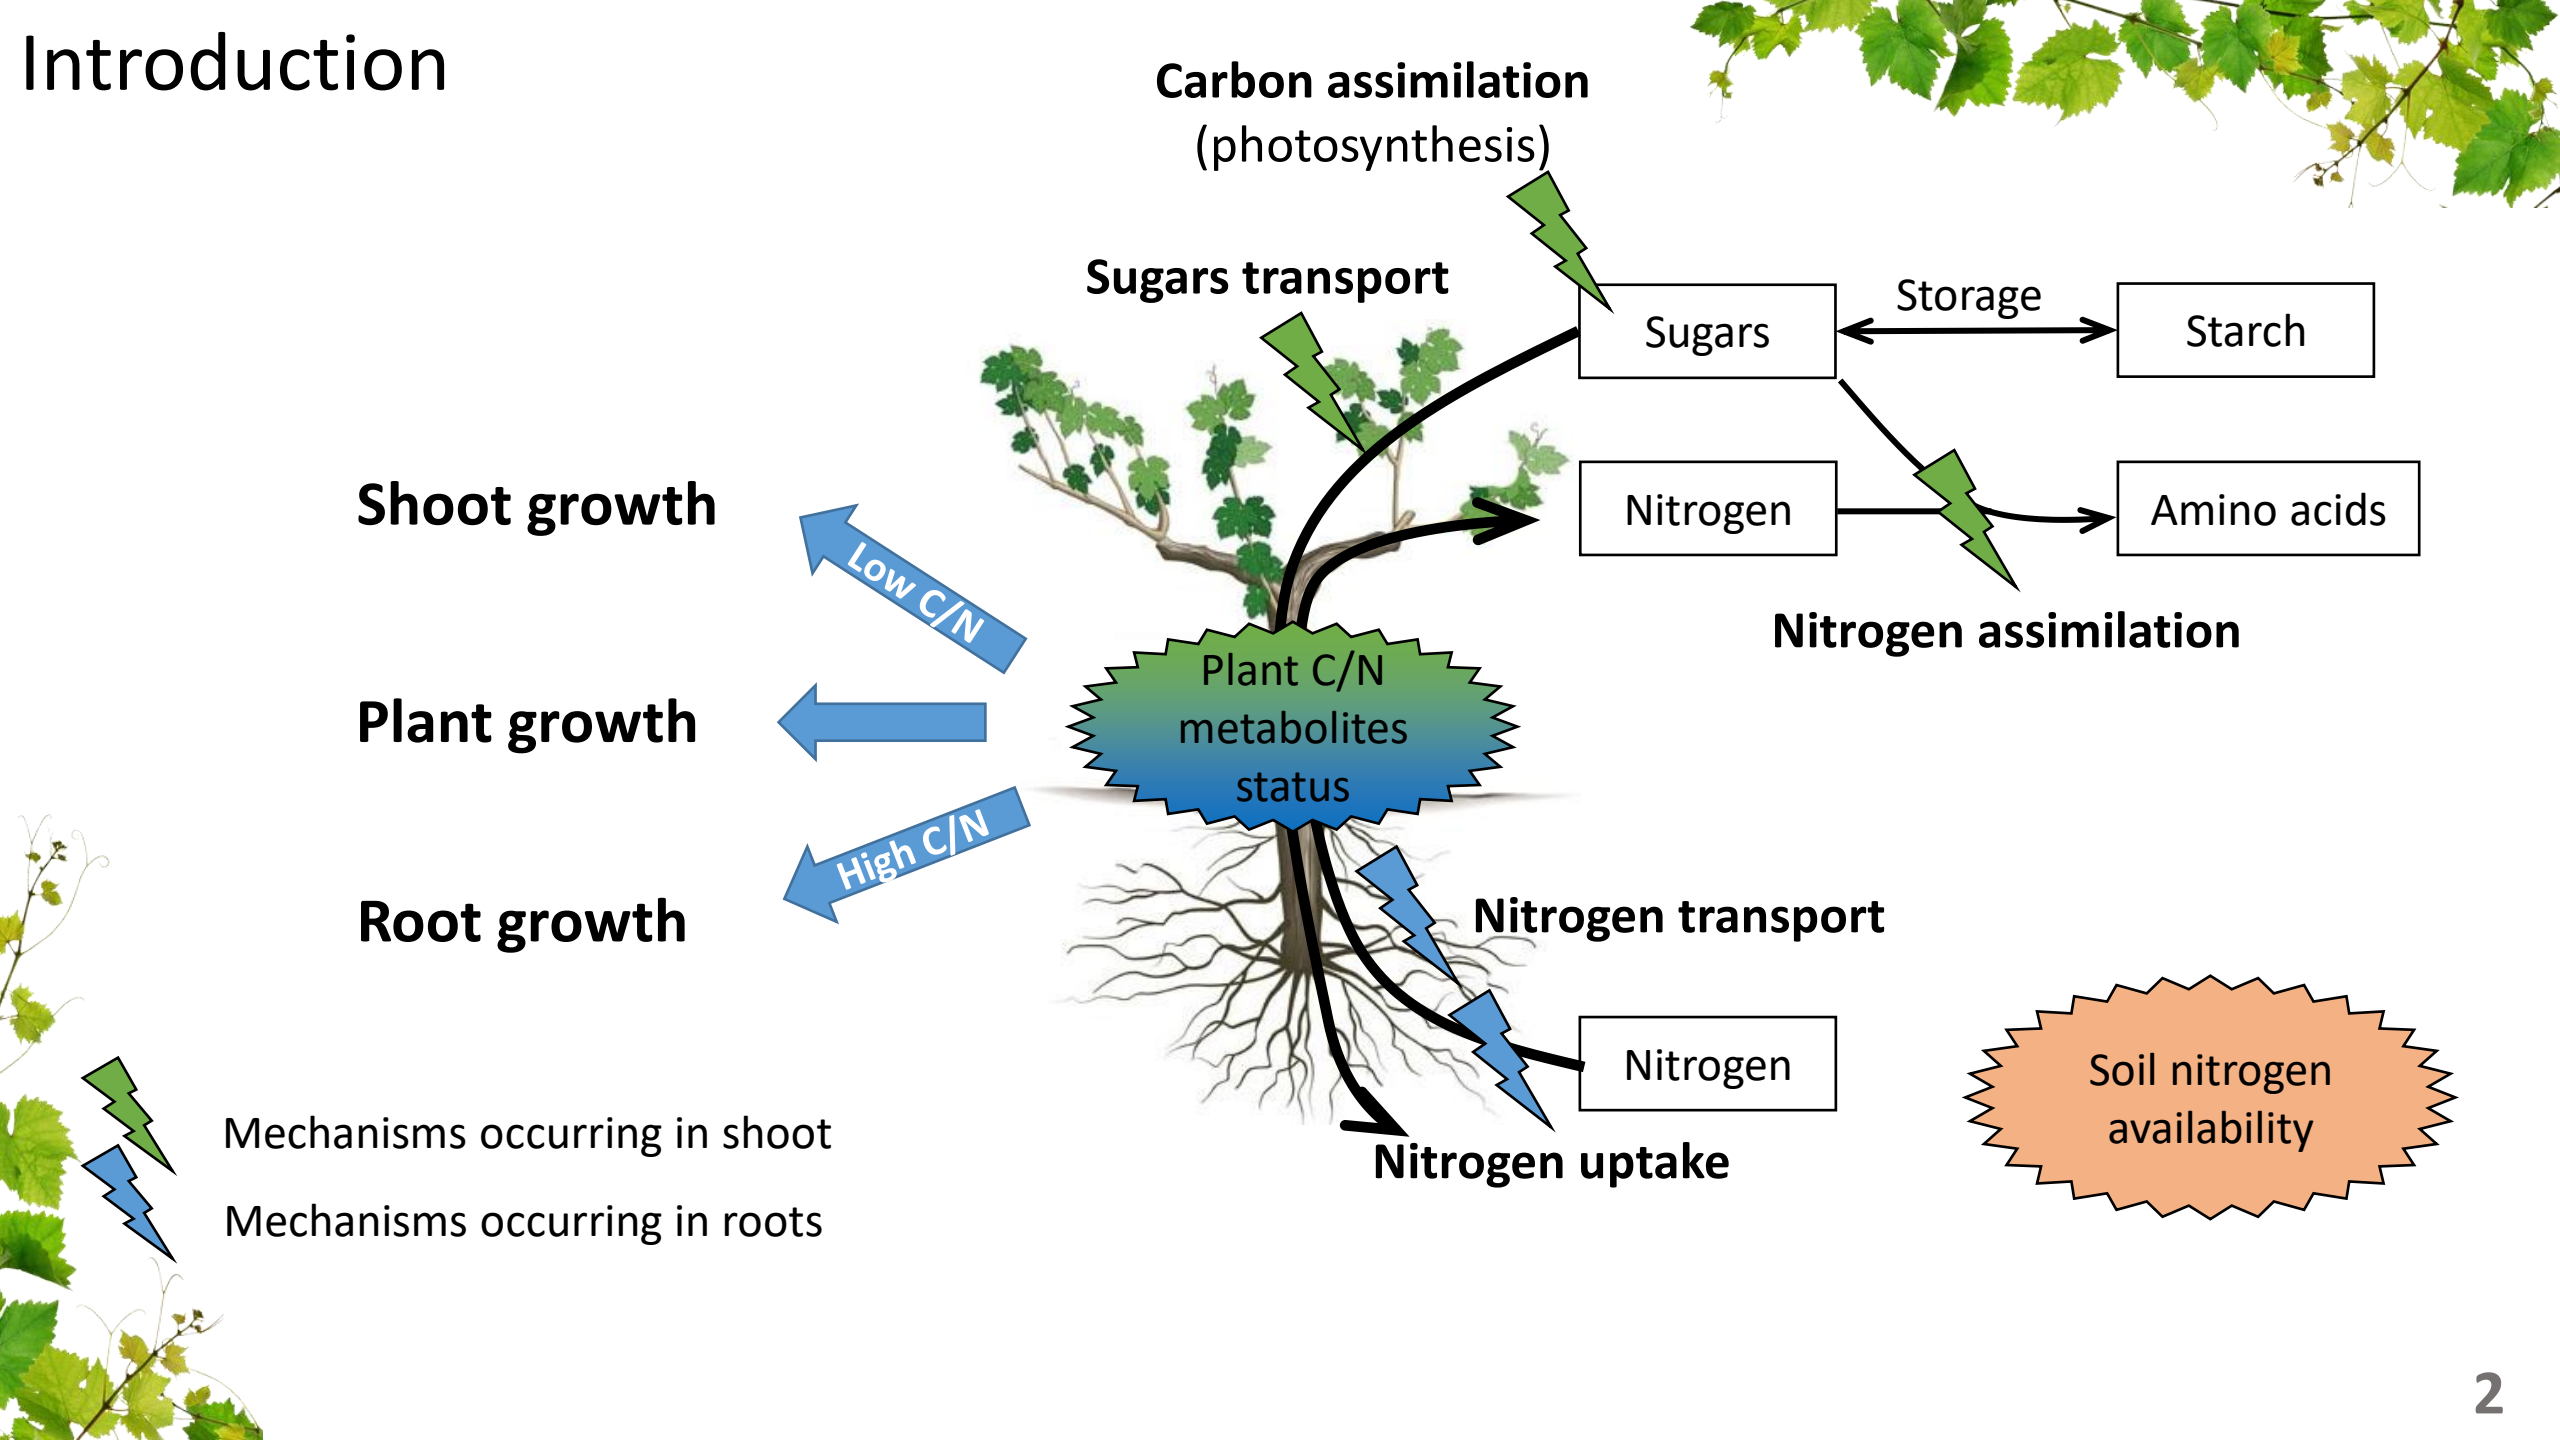 Introduction
Carbon assimilation
(photosynthesis)
Sugars transport
Sugars
Storage
Starch
Shoot growth
Low C/N
Nitrogen
Amino acids
Nitrogen assimilation
Plant growth
Plant C/N
metabolites
status
High C/N
Root growth
Nitrogen transport
Nitrogen
Nitrogen uptake
Soil nitrogen
availability
Mechanisms occurring in shoot
Mechanisms occurring in roots
2